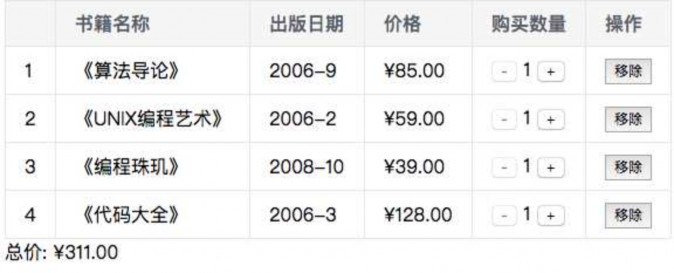 书籍名称 出版日期 价格 购买数量 操作
1 《算法导论》 2006-9 ¥85.00 - 1 + 移除
2 《UNIX编程艺术》 2006-2 ¥59.00 - 1 + 移除
3 《编程珠玑》 2008-10 ¥39.00 - 1 + 移除
4 《代码大全》 2006-3 ¥128.00 - 1 + 移除
总价: ¥311.00